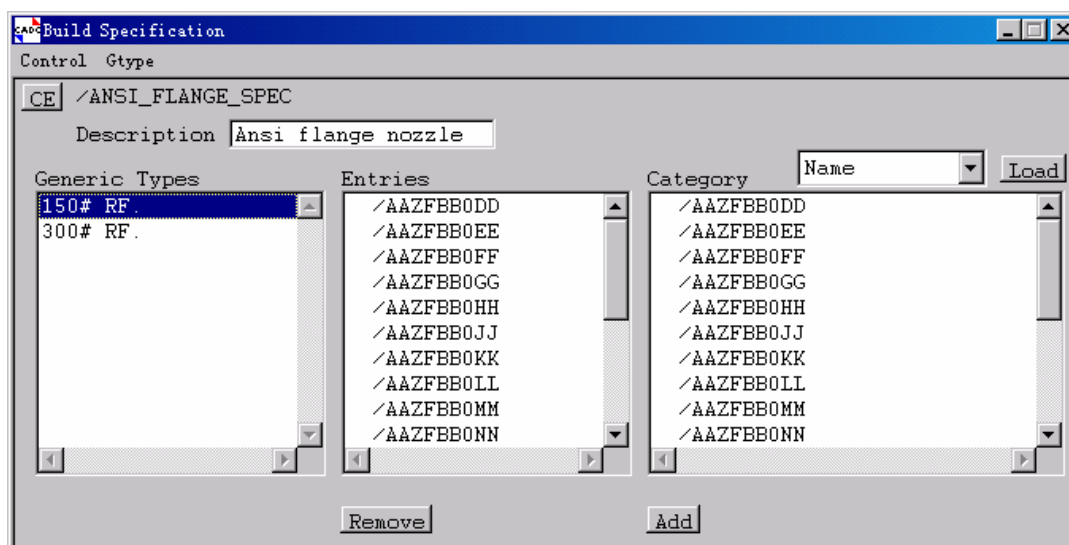 CADC Build Specification
Control Gtype
CE /ANSI_FLANGE_SPEC
Description Ansi flange nozzle
Name Load
Generic Types
150# RF.
300# RF.
Entries
/AAZFBB0DD
/AAZFBB0EE
/AAZFBB0FF
/AAZFBB0GG
/AAZFBB0HH
/AAZFBB0JJ
/AAZFBB0KK
/AAZFBB0LL
/AAZFBB0MM
/AAZFBB0NN
Remove
Category
/AAZFBB0DD
/AAZFBB0EE
/AAZFBB0FF
/AAZFBB0GG
/AAZFBB0HH
/AAZFBB0JJ
/AAZFBB0KK
/AAZFBB0LL
/AAZFBB0MM
/AAZFBB0NN
Add